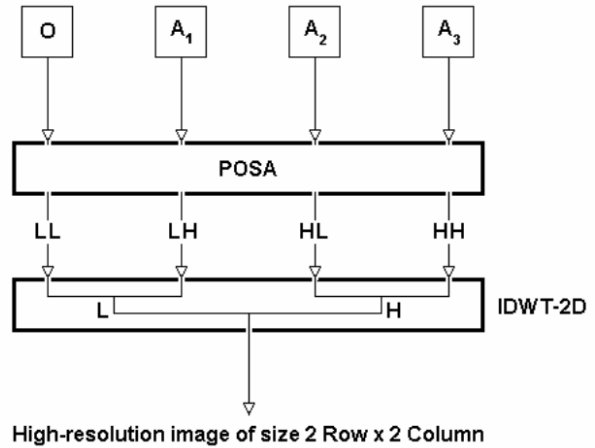 O A₁ A₂ A₃
POSA
LL LH HL HH
L H
IDWT-2D
High-resolution image of size 2 Row x 2 Column